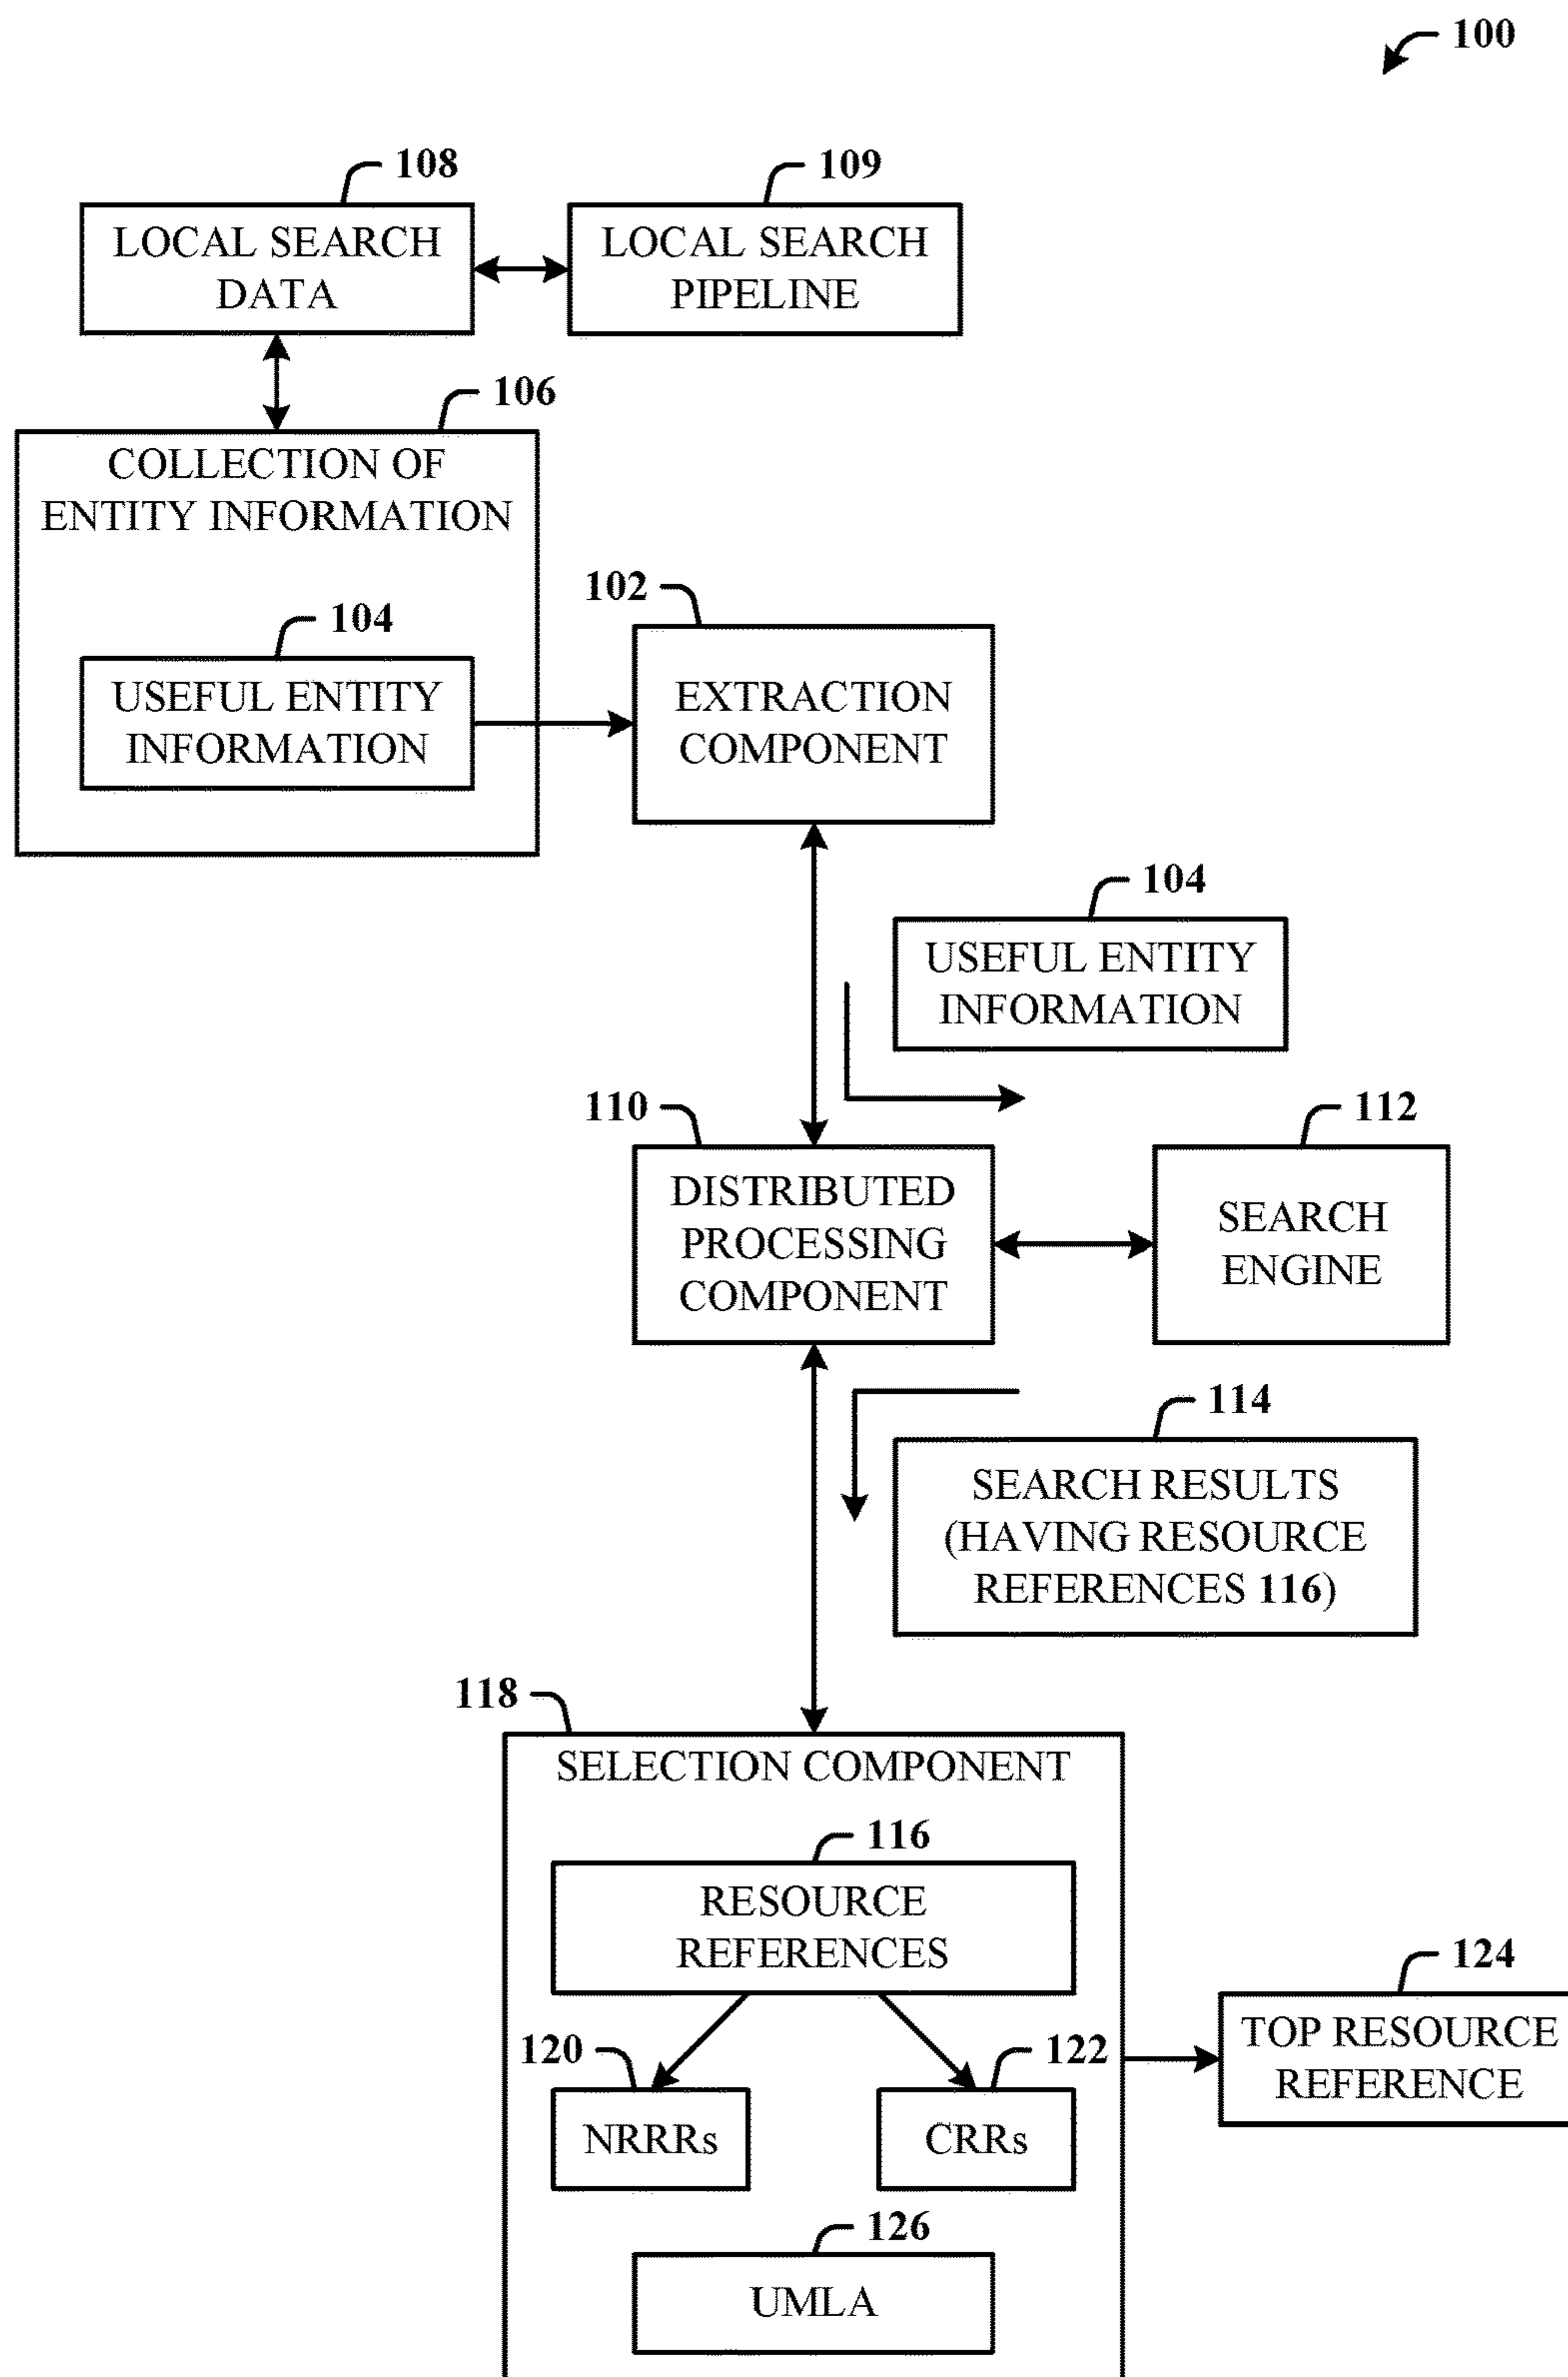 100
108
109
LOCAL SEARCH
DATA
LOCAL SEARCH
PIPELINE
106
COLLECTION OF
ENTITY INFORMATION
104
USEFUL ENTITY
INFORMATION
102
EXTRACTION
COMPONENT
104
USEFUL ENTITY
INFORMATION
110
DISTRIBUTED
PROCESSING
COMPONENT
112
SEARCH
ENGINE
114
SEARCH RESULTS
(HAVING RESOURCE
REFERENCES 116)
118
SELECTION COMPONENT
116
RESOURCE
REFERENCES
120
NRRRs
122
CRRs
124
TOP RESOURCE
REFERENCE
126
UMLA